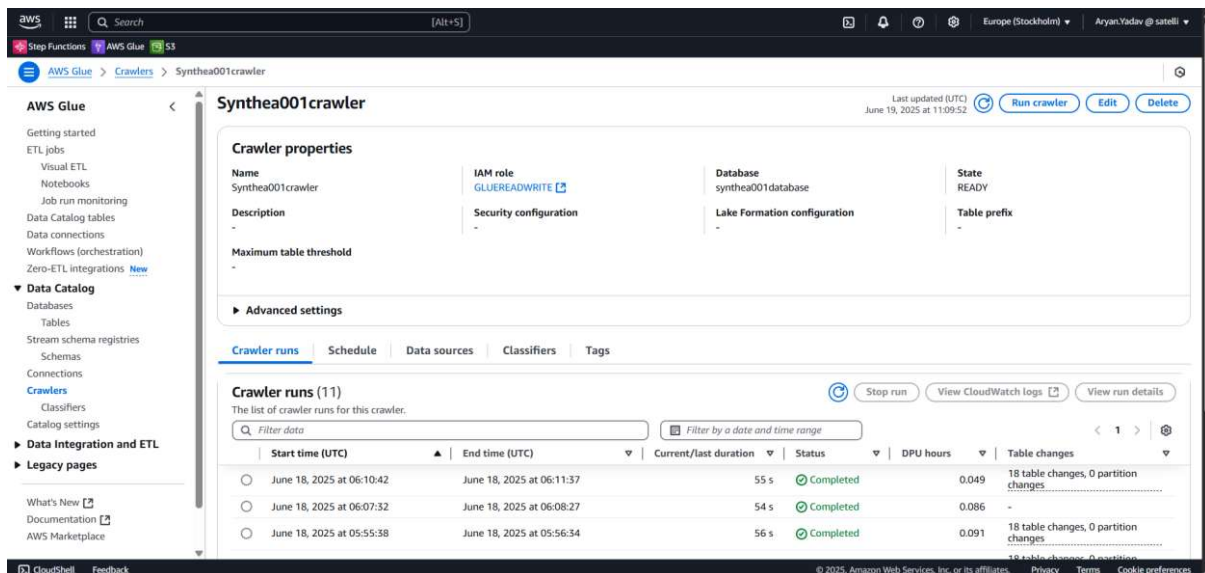 aws
Search
[Alt+S]
Europe (Stockholm)
Aryan.Yadav @ satelli
Step Functions
AWS Glue
S3
AWS Glue > Crawlers > Synthea001crawler
AWS Glue
Getting started
ETL jobs
Visual ETL
Notebooks
Job run monitoring
Data Catalog tables
Data connections
Workflows (orchestration)
Zero-ETL integrations New
Data Catalog
Databases
Tables
Stream schema registries
Schemas
Connections
Crawlers
Classifiers
Catalog settings
Data Integration and ETL
Legacy pages
What's New
Documentation
AWS Marketplace
Synthea001crawler
Last updated (UTC)
June 19, 2025 at 11:09:52
Run crawler
Edit
Delete
Crawler properties
Name
Synthea001crawler
IAM role
GLUEREADWRITE
Database
synthea001database
State
READY
Description
-
Security configuration
-
Lake Formation configuration
-
Table prefix
-
Maximum table threshold
-
Advanced settings
Crawler runs
Schedule
Data sources
Classifiers
Tags
Crawler runs (11)
The list of crawler runs for this crawler.
Stop run
View CloudWatch logs
View run details
Filter data
Filter by a date and time range
1
Start time (UTC) End time (UTC) Current/last duration Status DPU hours Table changes
June 18, 2025 at 06:10:42 June 18, 2025 at 06:11:37 55 s Completed 0.049 18 table changes, 0 partition
changes
June 18, 2025 at 06:07:32 June 18, 2025 at 06:08:27 54 s Completed 0.086 -
June 18, 2025 at 05:55:38 June 18, 2025 at 05:56:34 56 s Completed 0.091 18 table changes, 0 partition
changes
18 table changes, 0 partition
CloudShell
Feedback
© 2025, Amazon Web Services, Inc. or its affiliates.
Privacy
Terms
Cookie preferences